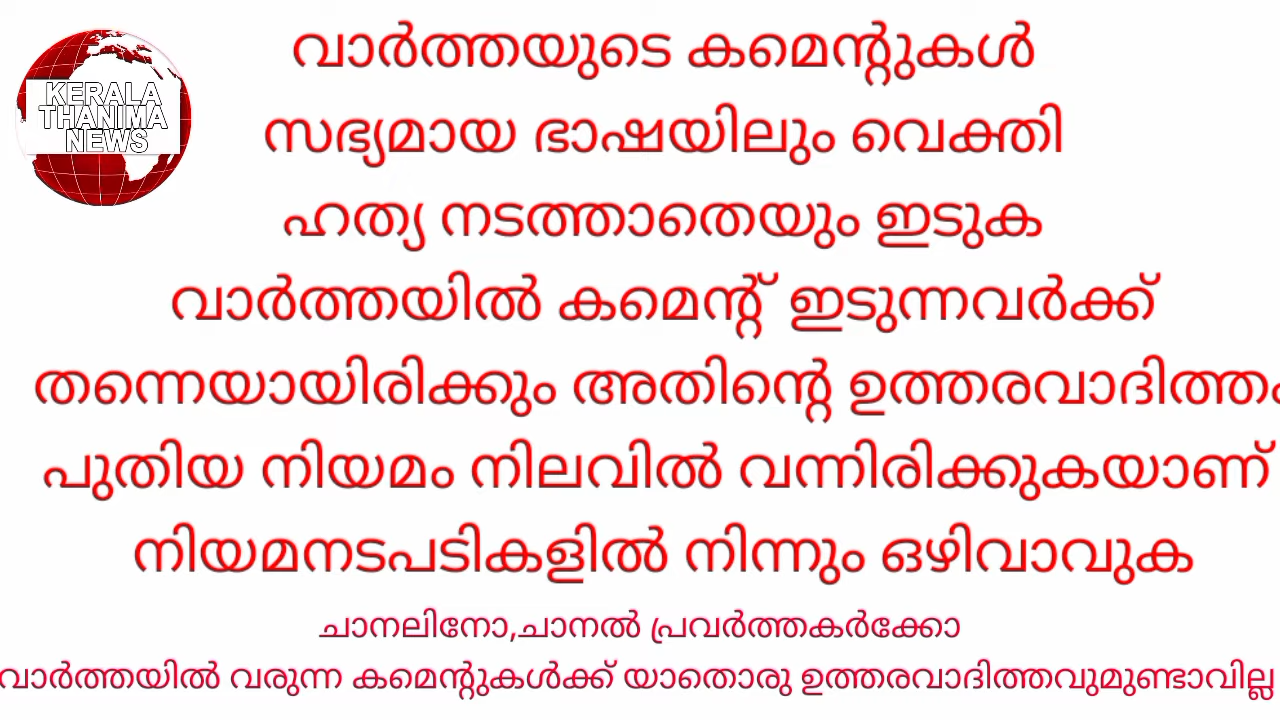 KERALA
THANIMA
NEWS
വാർത്തയുടെ കമെന്റുകൾ
സഭ്യമായ ഭാഷയിലും വെക്തി
ഹത്യ നടത്താതെയും ഇടുക
വാർത്തയിൽ കമെന്റ് ഇടുന്നവർക്ക്
തന്നെയായിരിക്കും അതിന്റെ ഉത്തരവാദിത്തം
പുതിയ നിയമം നിലവിൽ വന്നിരിക്കുകയാണ്
നിയമനടപടികളിൽ നിന്നും ഒഴിവാവുക
ചാനലിനോ,ചാനൽ പ്രവർത്തകർക്കോ
വാർത്തയിൽ വരുന്ന കമെന്റുകൾക്ക് യാതൊരു ഉത്തരവാദിത്തവുമുണ്ടാവില്ല